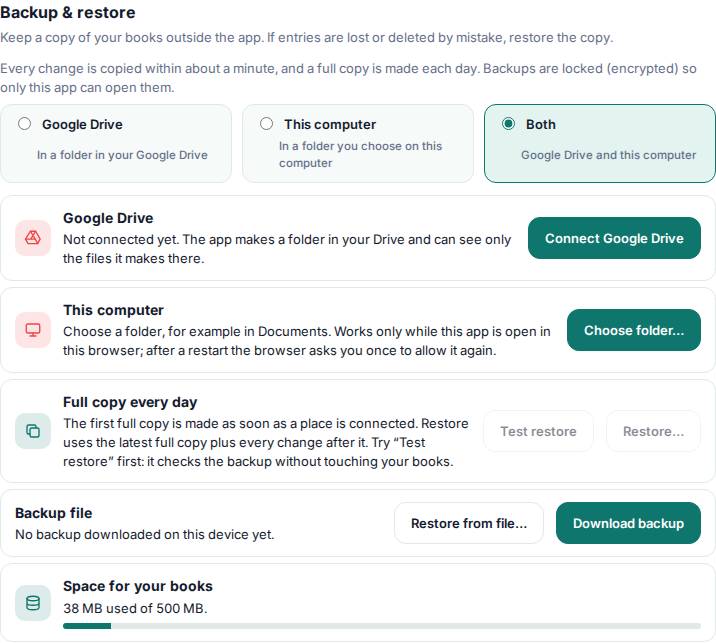 Backup & restore
Keep a copy of your books outside the app. If entries are lost or deleted by mistake, restore the copy.
Every change is copied within about a minute, and a full copy is made each day. Backups are locked (encrypted) so
only this app can open them.
Google Drive
In a folder in your Google Drive
This computer
In a folder you choose on this
computer
Both
Google Drive and this computer
Google Drive
Not connected yet. The app makes a folder in your Drive and can see only
the files it makes there.
Connect Google Drive
This computer
Choose a folder, for example in Documents. Works only while this app is open in
this browser; after a restart the browser asks you once to allow it again.
Choose folder...
Full copy every day
The first full copy is made as soon as a place is connected. Restore
uses the latest full copy plus every change after it. Try “Test
restore” first: it checks the backup without touching your books.
Test restore
Restore...
Backup file
No backup downloaded on this device yet.
Restore from file...
Download backup
Space for your books
38 MB used of 500 MB.